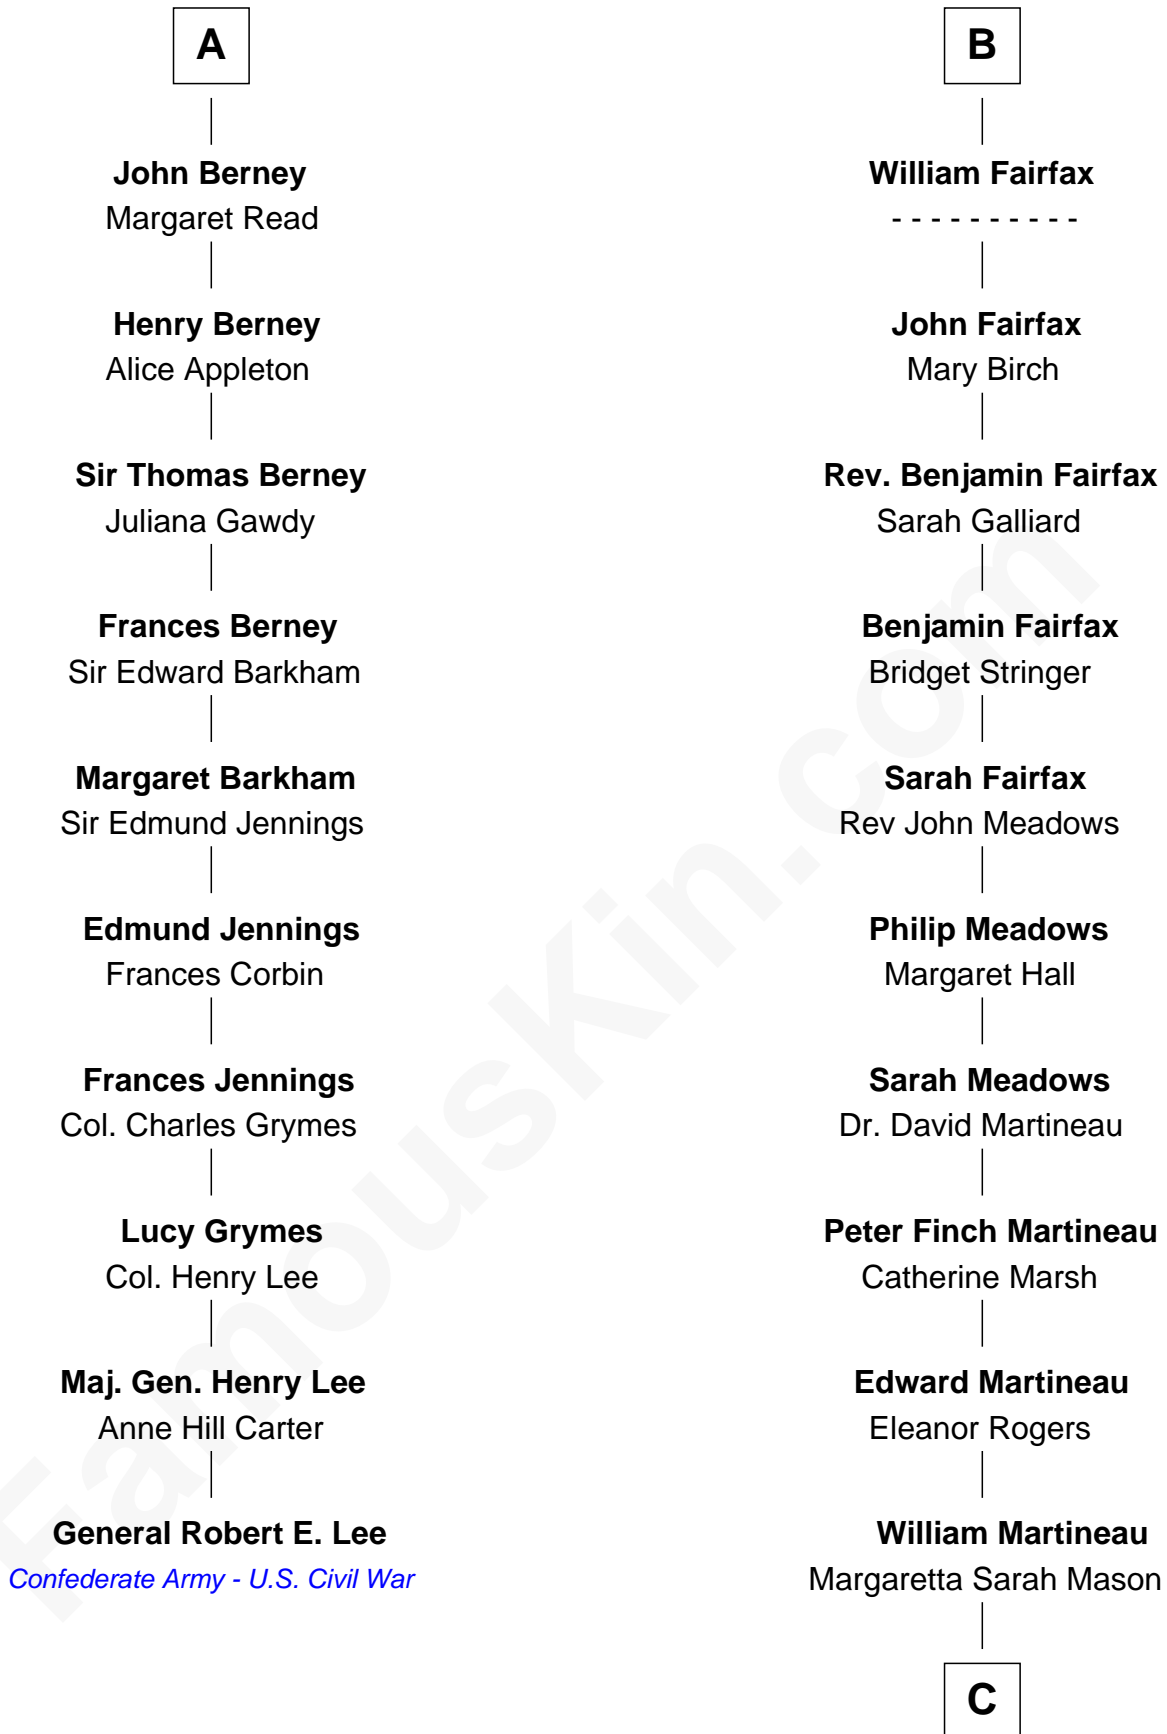 A
John Berney
Margaret Read
Henry Berney
Alice Appleton
Sir Thomas Berney
Juliana Gawdy
Frances Berney
Sir Edward Barkham
Margaret Barkham
Sir Edmund Jennings
Edmund Jennings
Frances Corbin
Frances Jennings
Col. Charles Grymes
Lucy Grymes
Col. Henry Lee
Maj. Gen. Henry Lee
Anne Hill Carter
General Robert E. Lee
Confederate Army - U.S. Civil War
B
William Fairfax
- - - - - - - - - -
John Fairfax
Mary Birch
Rev. Benjamin Fairfax
Sarah Galliard
Benjamin Fairfax
Bridget Stringer
Sarah Fairfax
Rev John Meadows
Philip Meadows
Margaret Hall
Sarah Meadows
Dr. David Martineau
Peter Finch Martineau
Catherine Marsh
Edward Martineau
Eleanor Rogers
William Martineau
Margaretta Sarah Mason
C
FamousKin.com